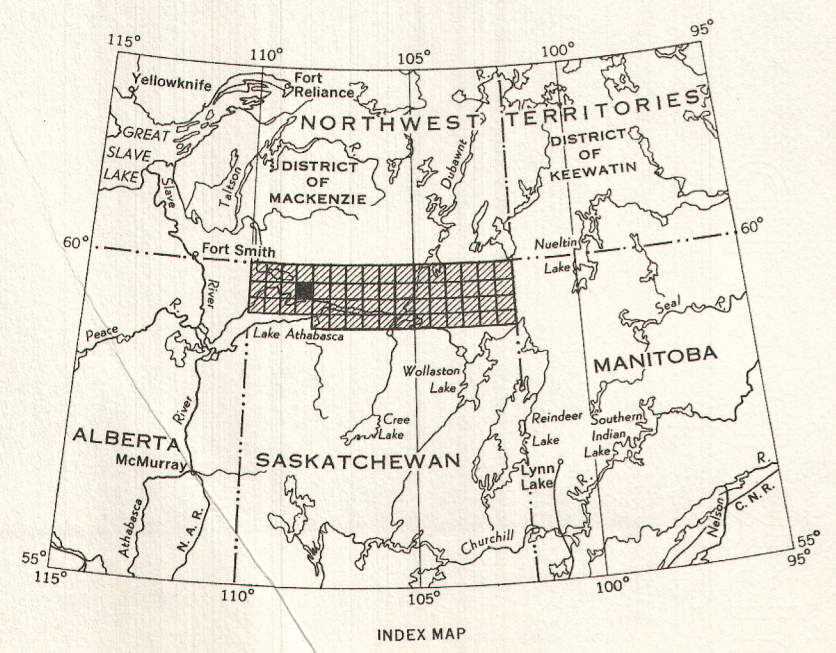 115°
110°
105°
100°
95°
Yellowknife
Fort
Reliance
R.
NORTHWEST TERRITORIES
GREAT
SLAVE
LAKE
Slave
Taltson
DISTRICT
OF
MACKENZIE
Dubawnt
DISTRICT
OF
KEEWATIN
60°
60°
Fort Smith
Nueltin
Lake
River
R.
Peace
Seal R.
Lake Athabasca
Wollaston
Lake
MANITOBA
River
Cree
Lake
Reindeer
Lake
Southern
Indian
Lake
ALBERTA
McMurray
SASKATCHEWAN
Lynn
Lake
R.
R.
C.N.R.
Nelson
Athabasca
N.A.R.
Churchill
55°
55°
115°
110°
105°
100°
95°
INDEX MAP